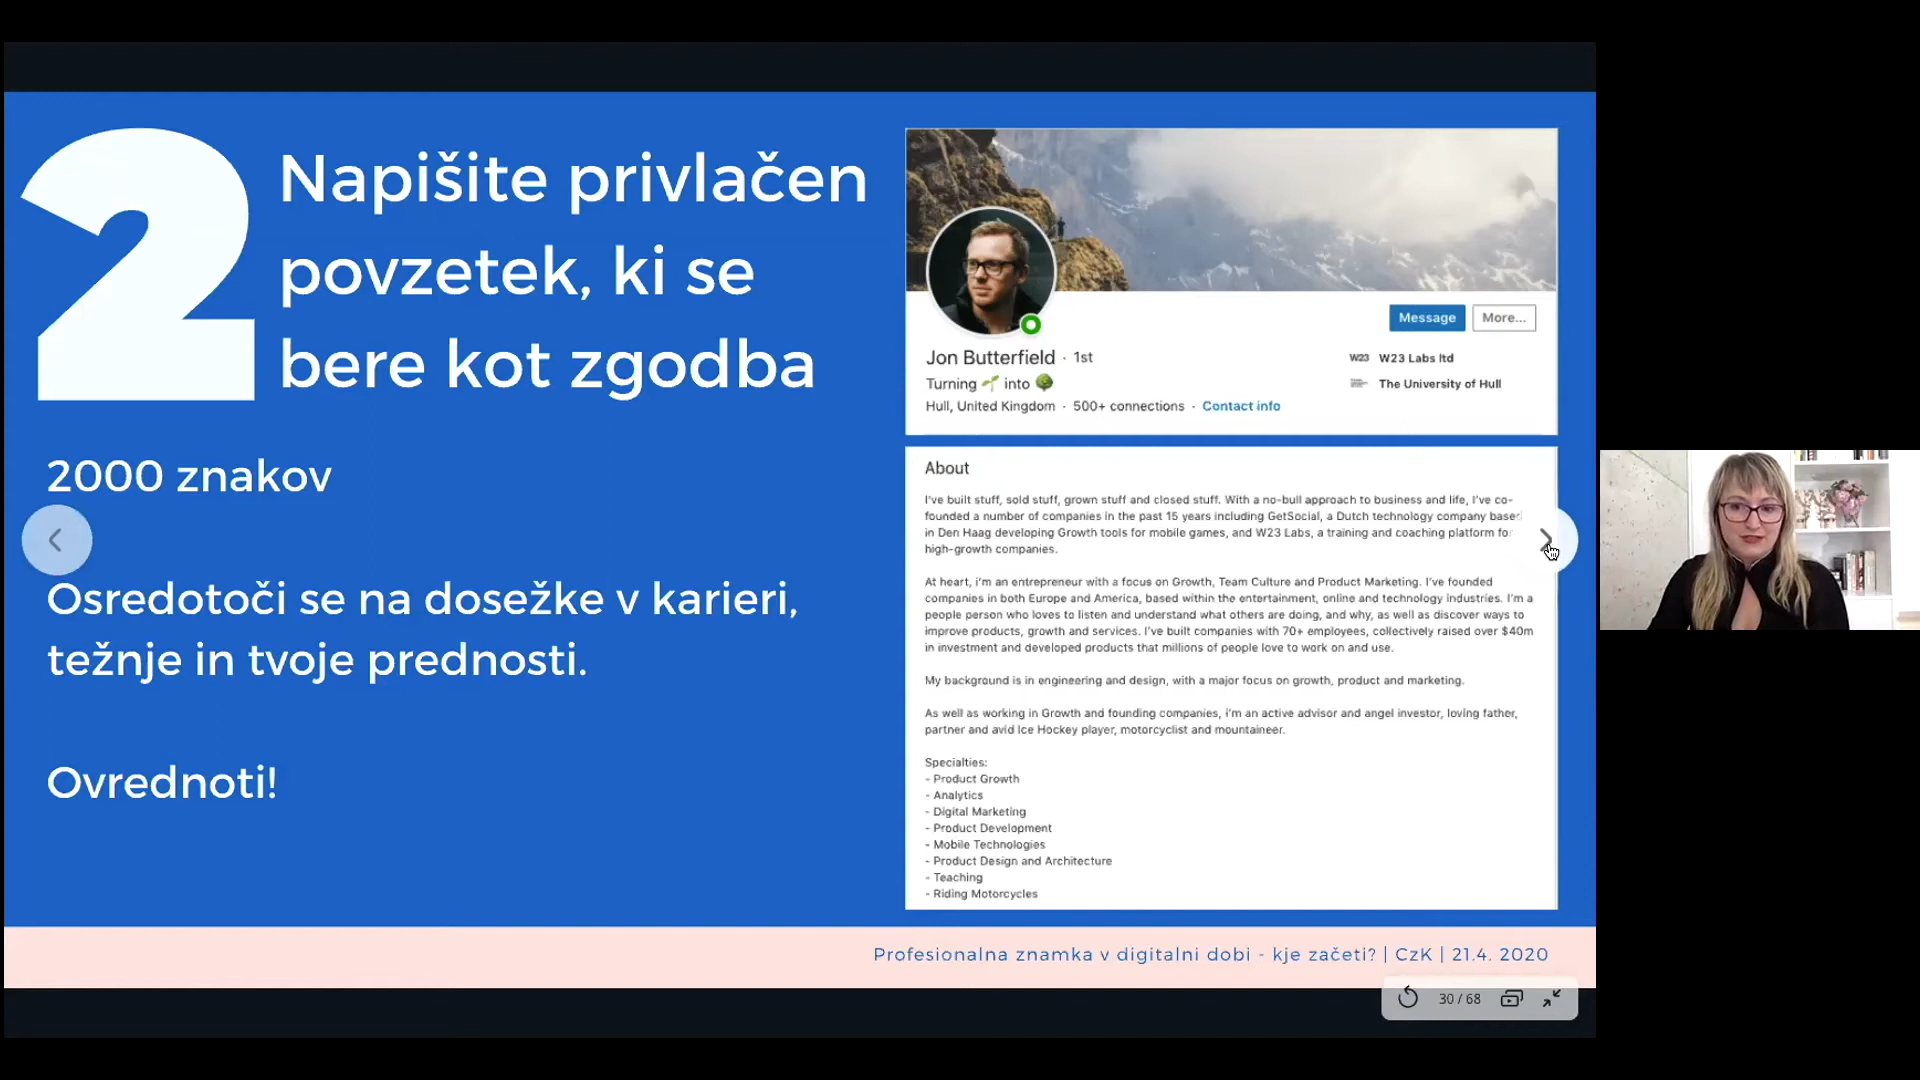 2
Napišite privlačen
povzetek, ki se
bere kot zgodba
2000 znakov
Osredotoči se na dosežke v karieri,
težnje in tvoje prednosti.
Ovrednoti!
Message
More...
Jon Butterfield · 1st
Turning 🌱 into 🌳
Hull, United Kingdom · 500+ connections · Contact info
W23 W23 Labs ltd
The University of Hull
About
I've built stuff, sold stuff, grown stuff and closed stuff. With a no-bull approach to business and life, I've co-
founded a number of companies in the past 15 years including GetSocial, a Dutch technology company based
in Den Haag developing Growth tools for mobile games, and W23 Labs, a training and coaching platform fo
high-growth companies.
At heart, i'm an entrepreneur with a focus on Growth, Team Culture and Product Marketing. I've founded
companies in both Europe and America, based within the entertainment, online and technology industries. I'm a
people person who loves to listen and understand what others are doing, and why, as well as discover ways to
improve products, growth and services. I've built companies with 70+ employees, collectively raised over $40m
in investment and developed products that millions of people love to work on and use.
My background is in engineering and design, with a major focus on growth, product and marketing.
As well as working in Growth and founding companies, i'm an active advisor and angel investor, loving father,
partner and avid Ice Hockey player, motorcyclist and mountaineer.
Specialties:
- Product Growth
- Analytics
- Digital Marketing
- Product Development
- Mobile Technologies
- Product Design and Architecture
- Teaching
- Riding Motorcycles
Profesionalna znamka v digitalni dobi - kje začeti? | CzK | 21.4. 2020
30 / 68